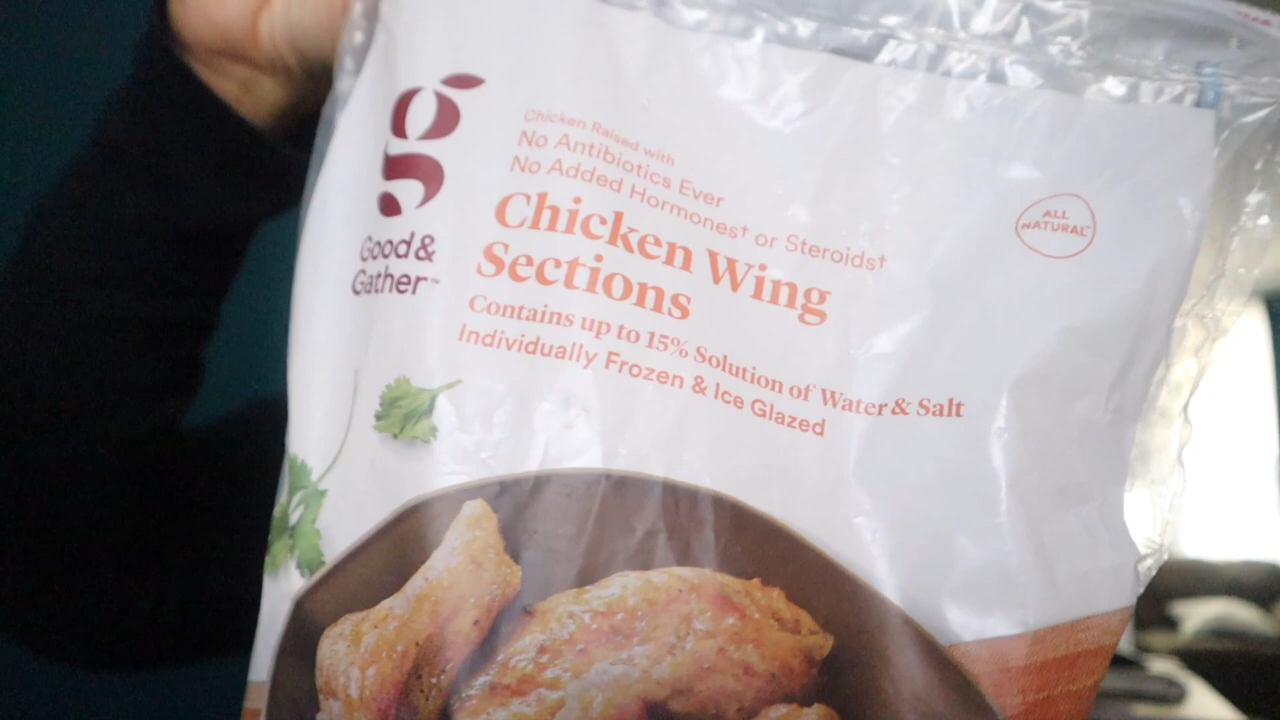 g
Good &
Gather™
Chicken Raised with
No Antibiotics Ever
No Added Hormones† or Steroids†
Chicken Wing
Sections
Contains up to 15% Solution of Water & Salt
Individually Frozen & Ice Glazed
ALL
NATURAL™